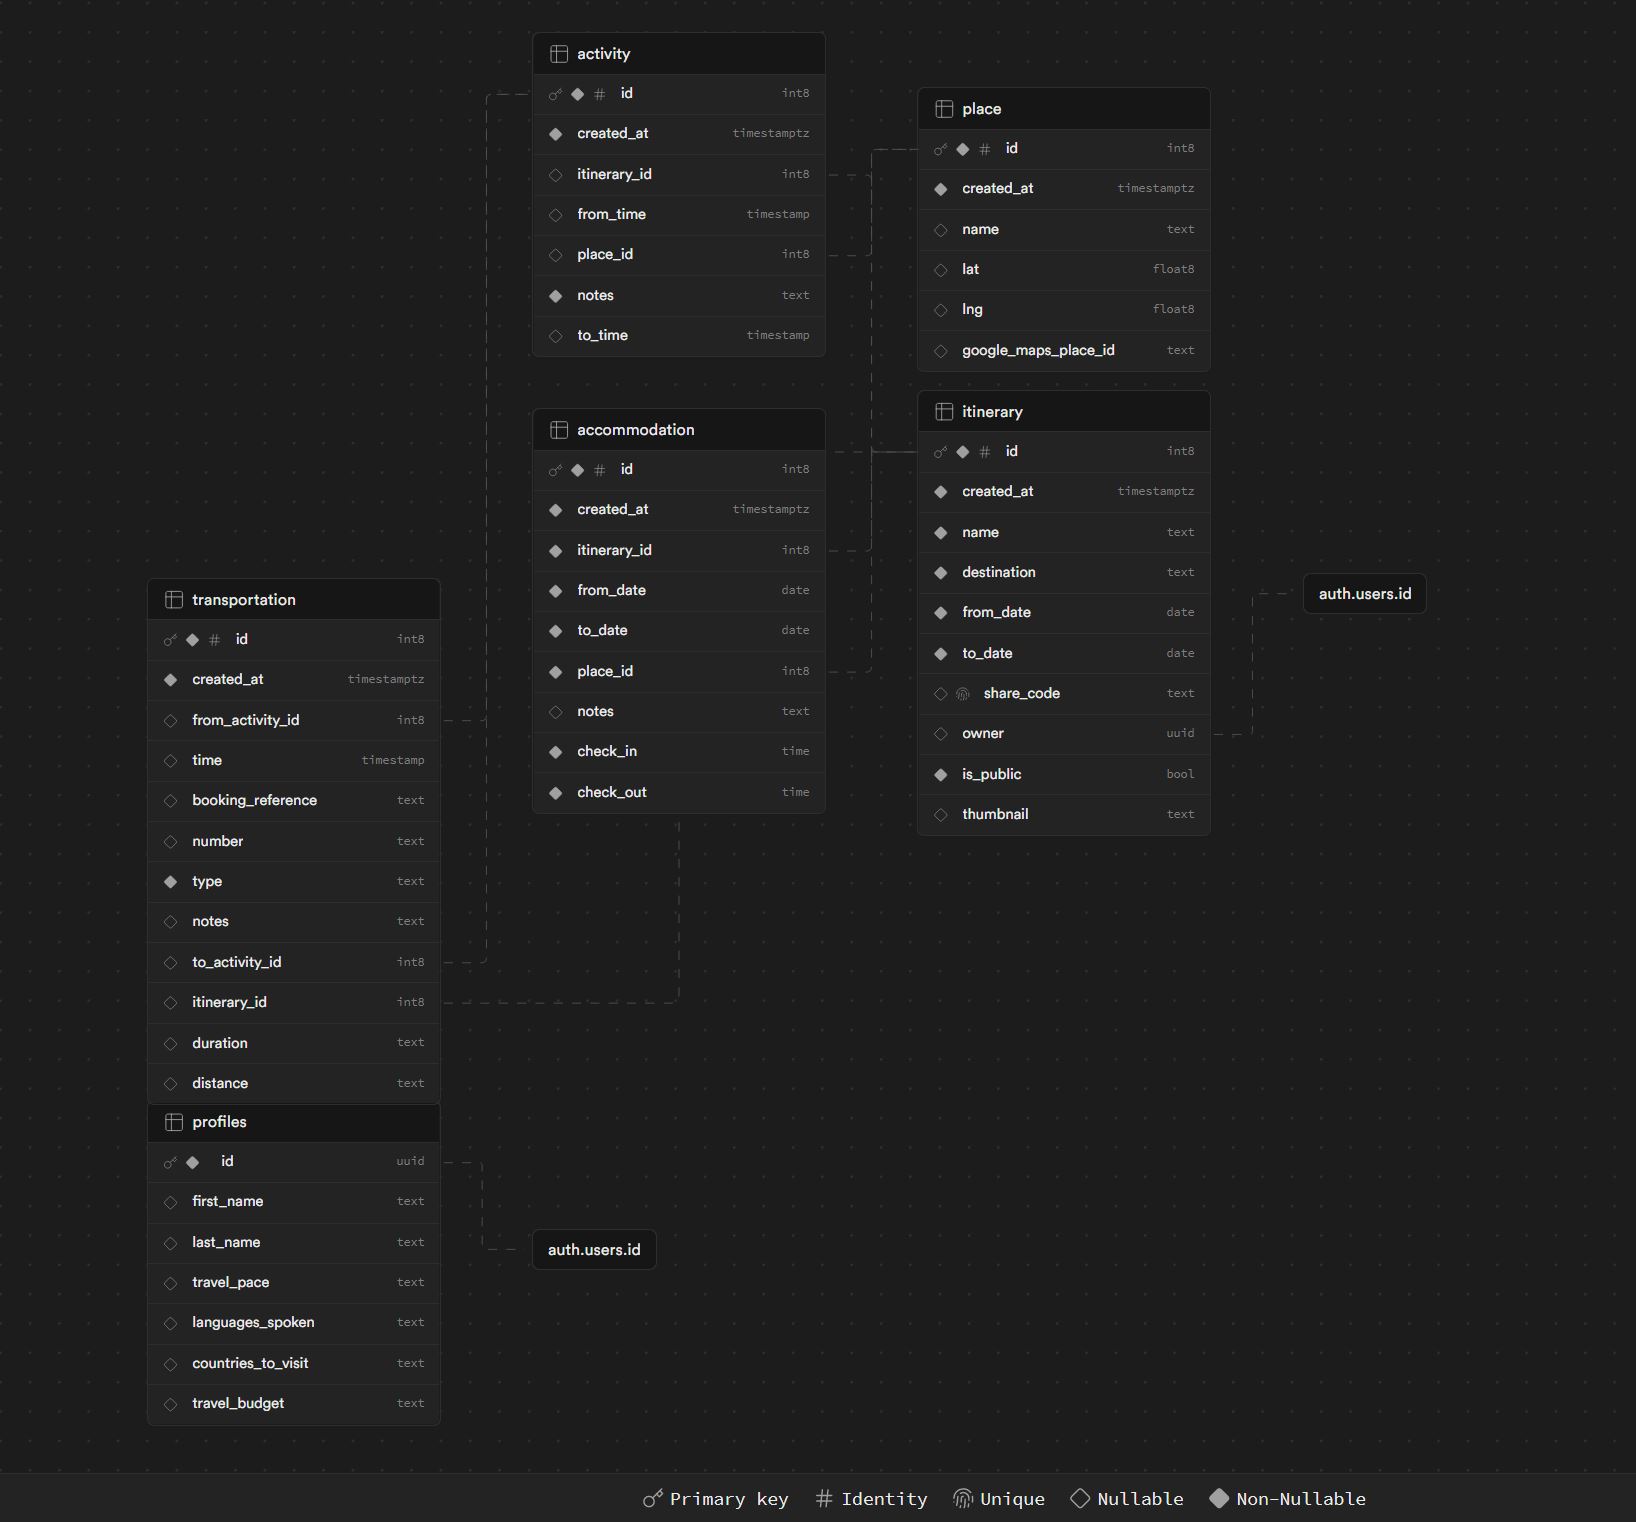 activity
# id int8
created_at timestamptz
itinerary_id int8
from_time timestamp
place_id int8
notes text
to_time timestamp
place
# id int8
created_at timestamptz
name text
lat float8
lng float8
google_maps_place_id text
accommodation
# id int8
created_at timestamptz
itinerary_id int8
from_date date
to_date date
place_id int8
notes text
check_in time
check_out time
itinerary
# id int8
created_at timestamptz
name text
destination text
from_date date
to_date date
share_code text
owner uuid
is_public bool
thumbnail text
auth.users.id
transportation
# id int8
created_at timestamptz
from_activity_id int8
time timestamp
booking_reference text
number text
type text
notes text
to_activity_id int8
itinerary_id int8
duration text
distance text
profiles
id uuid
first_name text
last_name text
travel_pace text
languages_spoken text
countries_to_visit text
travel_budget text
auth.users.id
Primary key # Identity Unique Nullable Non-Nullable